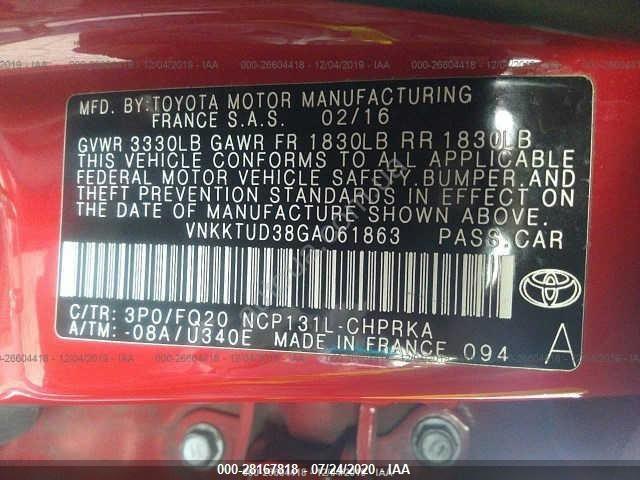 000-26604418 - 12/04/2019 - IAA
MFD. BY:TOYOTA MOTOR MANUFACTURING
FRANCE S.A.S. 02/16
GVWR 3330LB GAWR FR 1830LB RR 1830LB
THIS VEHICLE CONFORMS TO ALL APPLICABLE
FEDERAL MOTOR VEHICLE SAFETY, BUMPER, AND
THEFT PREVENTION STANDARDS IN EFFECT ON
THE DATE OF MANUFACTURE SHOWN ABOVE.
VNKKTUD38GA061863 PASS.CAR
C/TR: 3P0/FQ20 NCP131L-CHPRKA
A/TM: -08A/U340E MADE IN FRANCE 094 A
000-28167818 - 07/24/2020 - IAA